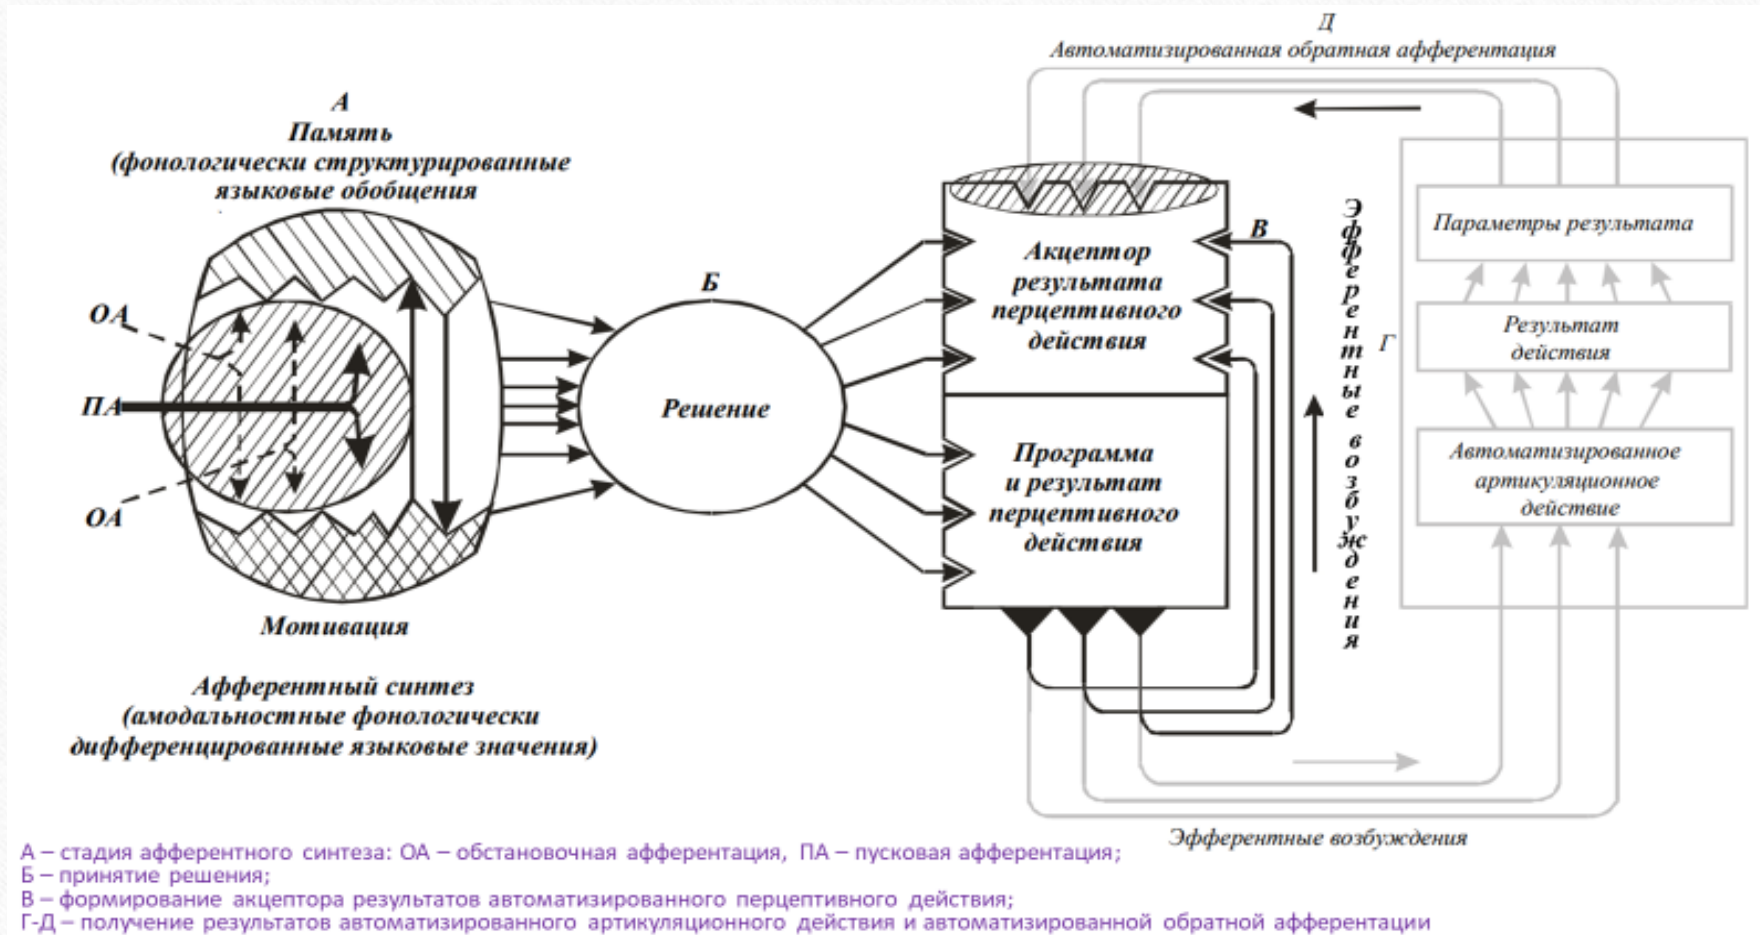 Д
Автоматизированная обратная афферентация
А
Память
(фонологически структурированные
языковые обобщения
ОА
ПА
ОА
Мотивация
Афферентный синтез
(амодальностные фонологически
дифференцированные языковые значения)
Б
Решение
Акцептор
результата
перцептивного
действия
В
Программа
и результат
перцептивного
действия
Эфферентные возбуждения
Г
Параметры результата
Результат
действия
Автоматизированное
артикуляционное
действие
Эфферентные возбуждения
А – стадия афферентного синтеза: ОА – обстановочная афферентация, ПА – пусковая афферентация;
Б – принятие решения;
В – формирование акцептора результатов автоматизированного перцептивного действия;
Г-Д – получение результатов автоматизированного артикуляционного действия и автоматизированной обратной афферентации